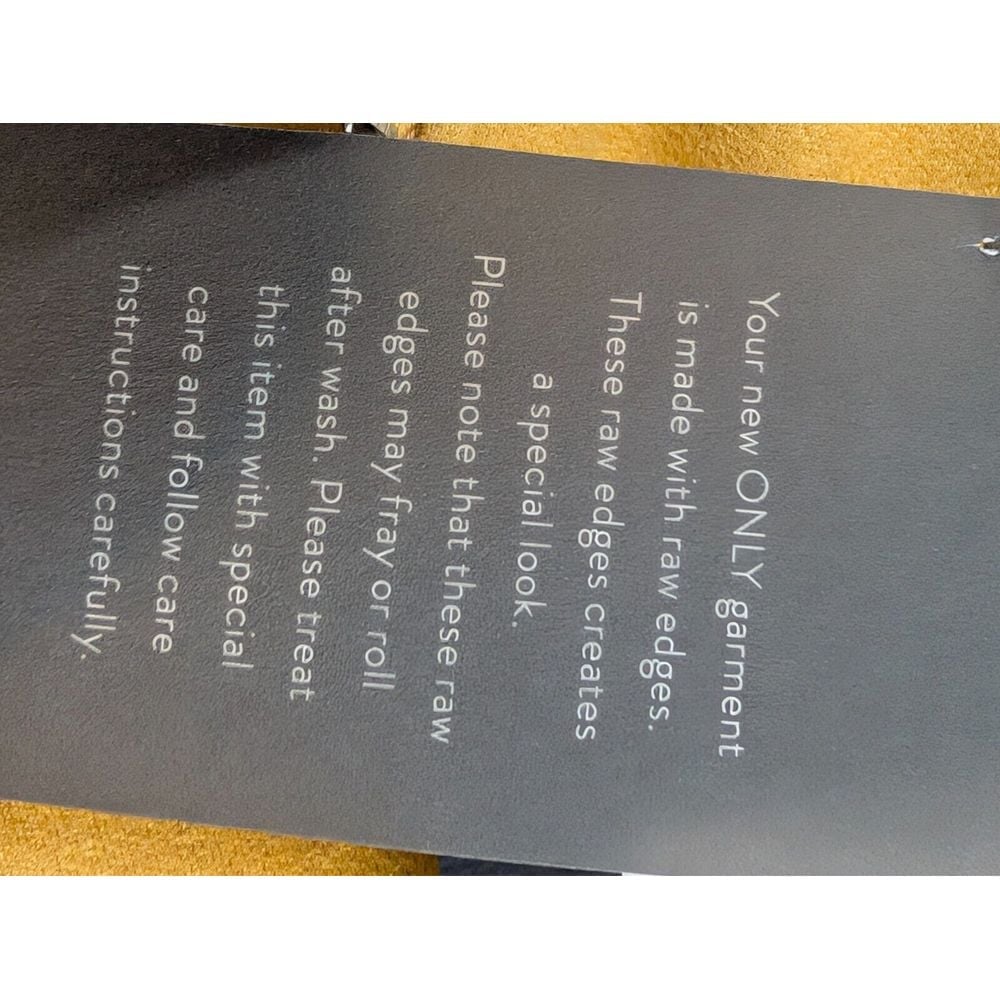 Your new ONLY garment
is made with raw edges.
These raw edges creates
a special look.
Please note that these raw
edges may fray or roll
after wash. Please treat
this item with special
care and follow care
instructions carefully.